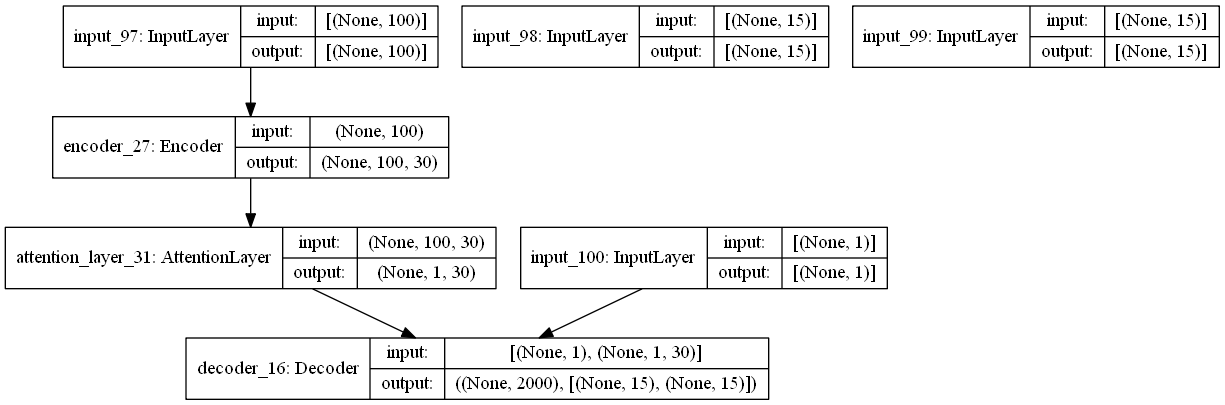 input_97: InputLayer input: [(None, 100)]
output: [(None, 100)]
input_98: InputLayer input: [(None, 15)]
output: [(None, 15)]
input_99: InputLayer input: [(None, 15)]
output: [(None, 15)]
encoder_27: Encoder input: (None, 100)
output: (None, 100, 30)
attention_layer_31: AttentionLayer input: (None, 100, 30)
output: (None, 1, 30)
input_100: InputLayer input: [(None, 1)]
output: [(None, 1)]
decoder_16: Decoder input: [(None, 1), (None, 1, 30)]
output: ((None, 2000), [(None, 15), (None, 15)])